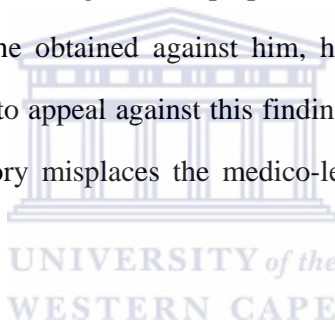 ne obtained against him, h
to appeal against this findin
ory misplaces the medico-le
UNIVERSITY of the
WESTERN CAPE